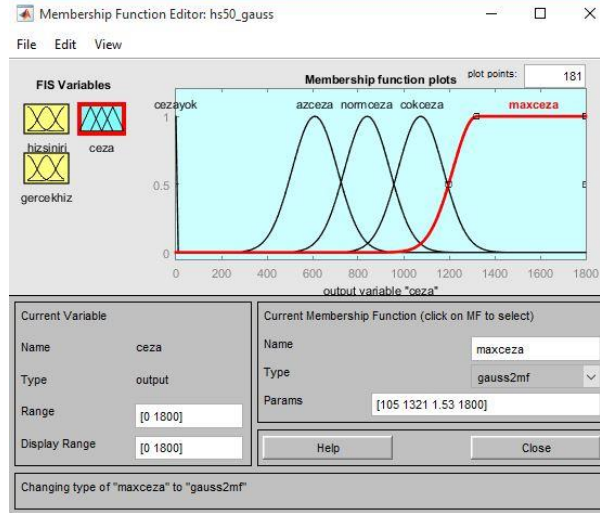 Membership Function Editor: hs50_gauss
File Edit View
FIS Variables
hizsiniri
ceza
gercekhiz
Membership function plots
plot points: 181
cezayok azceza normceza cokceza maxceza
1
0.5
0
0 200 400 600 800 1000 1200 1400 1600 1800
output variable "ceza"
Current Variable
Name ceza
Type output
Range [0 1800]
Display Range [0 1800]
Current Membership Function (click on MF to select)
Name maxceza
Type gauss2mf
Params [105 1321 1.53 1800]
Help Close
Changing type of "maxceza" to "gauss2mf"